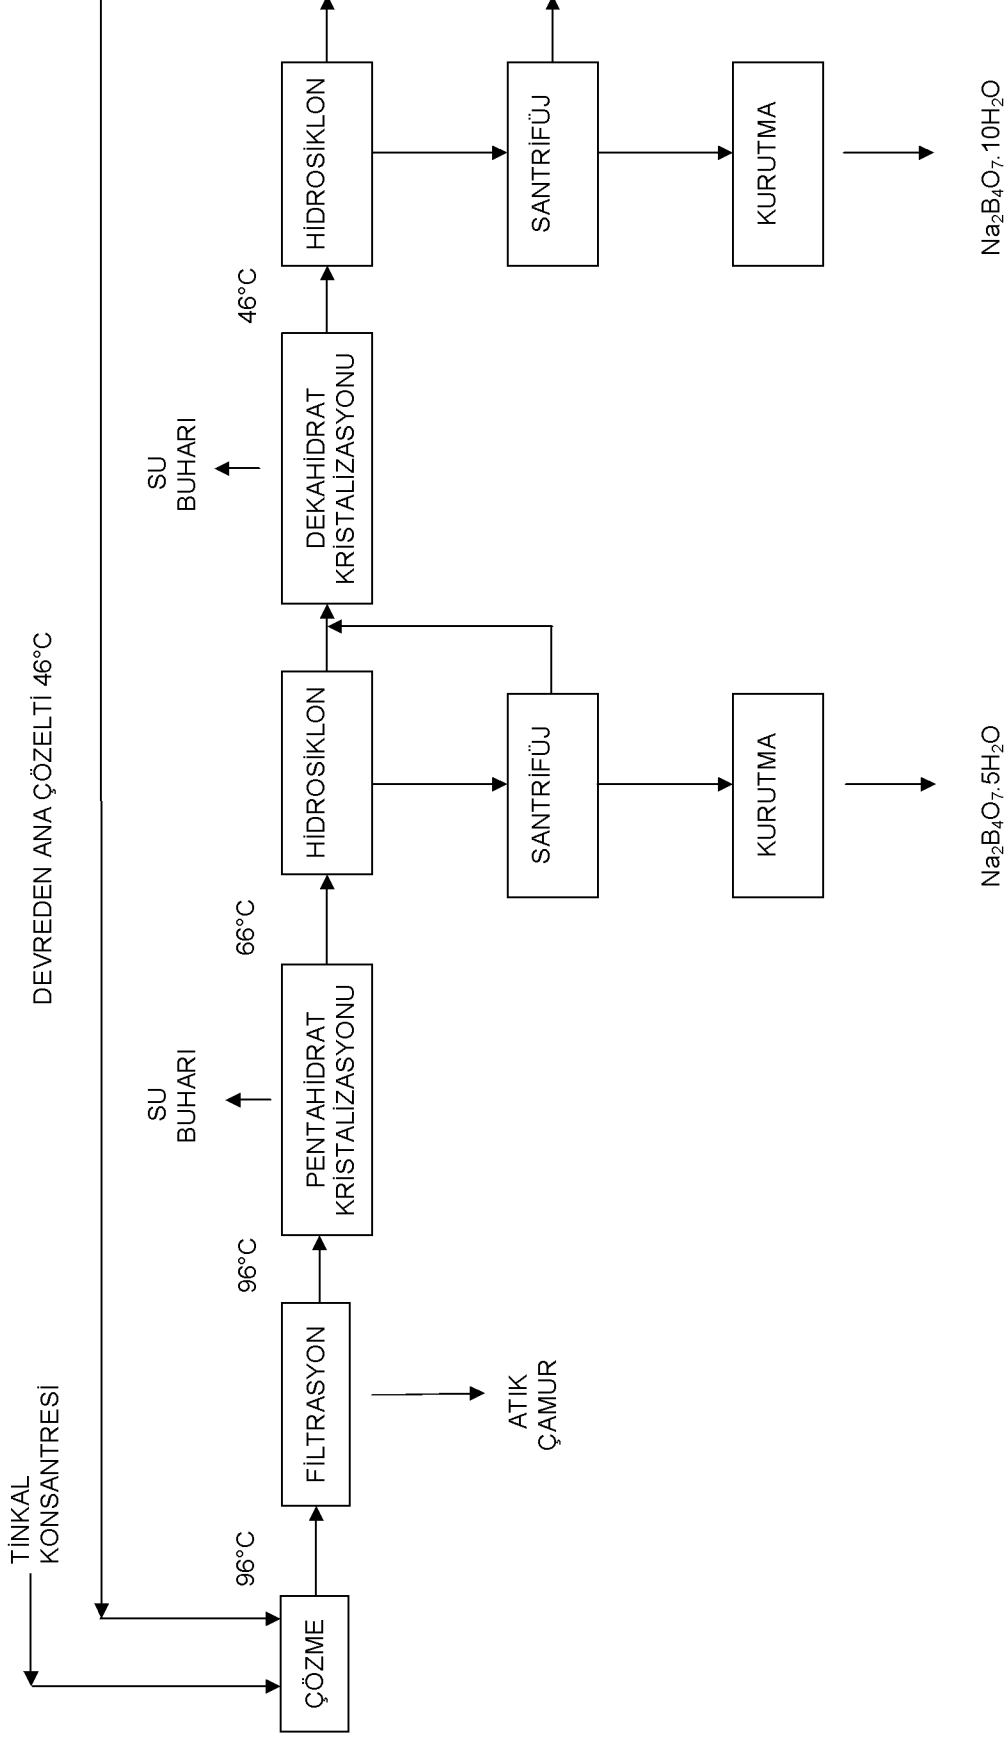 DEVREDEN ANA ÇÖZELTİ 46°C
TİNKAL
KONSANTRESİ
SU
BUHARI
SU
BUHARI
96°C
96°C
66°C
46°C
ÇÖZME
FİLTRASYON
PENTAHİDRAT
KRİSTALİZASYONU
HİDROSİKLON
DEKAHİDRAT
KRİSTALİZASYONU
HİDROSİKLON
ATIK
ÇAMUR
SANTRİFÜJ
SANTRİFÜJ
KURUTMA
KURUTMA
Na₂B₄O₇.5H₂O
Na₂B₄O₇.10H₂O